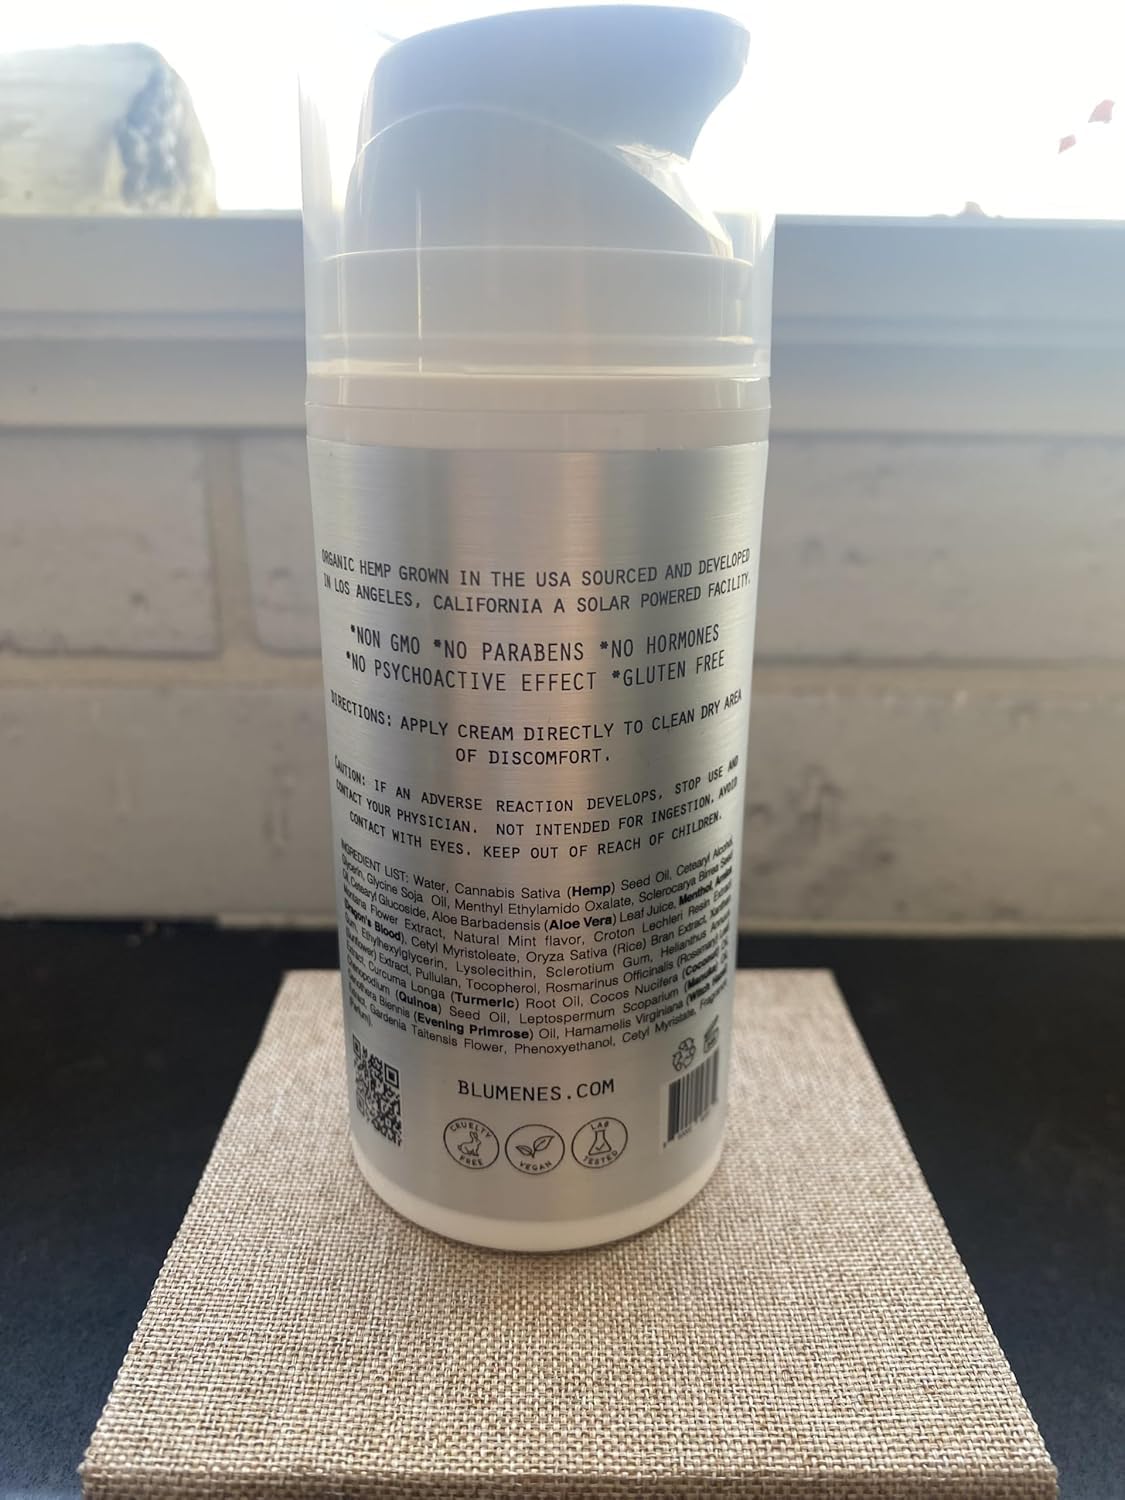 ORGANIC HEMP GROWN IN THE USA SOURCED AND DEVELOPED
IN LOS ANGELES, CALIFORNIA A SOLAR POWERED FACILITY.
*NON GMO *NO PARABENS *NO HORMONES
*NO PSYCHOACTIVE EFFECT *GLUTEN FREE
DIRECTIONS: APPLY CREAM DIRECTLY TO CLEAN DRY AREA
OF DISCOMFORT.
CAUTION: IF AN ADVERSE REACTION DEVELOPS, STOP USE AND
CONTACT YOUR PHYSICIAN. NOT INTENDED FOR INGESTION. AVOID
CONTACT WITH EYES. KEEP OUT OF REACH OF CHILDREN.
INGREDIENT LIST: Water, Cannabis Sativa (Hemp) Seed Oil, Cetearyl Alcohol,
Glycerin, Glycine Soja Oil, Menthyl Ethylamido Oxalate, Sclerocarya Birrea Seed
Oil, Cetearyl Glucoside, Aloe Barbadensis (Aloe Vera) Leaf Juice, Menthol, Arnica
Montana Flower Extract, Natural Mint flavor, Croton Lechleri Resin Extract
(Dragon's Blood), Cetyl Myristoleate, Oryza Sativa (Rice) Bran Extract, Xanthan
Gum, Ethylhexylglycerin, Lysolecithin, Sclerotium Gum, Helianthus Annuus
(Sunflower) Extract, Pullulan, Tocopherol, Rosmarinus Officinalis (Rosemary) Leaf
Extract, Curcuma Longa (Turmeric) Root Oil, Cocos Nucifera (Coconut) Oil,
Chenopodium (Quinoa) Seed Oil, Leptospermum Scoparium (Manuka) Oil,
Oenothera Biennis (Evening Primrose) Oil, Hamamelis Virginiana (Witch Hazel)
Extract, Gardenia Taitensis Flower, Phenoxyethanol, Cetyl Myristate, Fragrance
(Parfum).
BLUMENES.COM
CRUELTY FREE
VEGAN
LAB TESTED